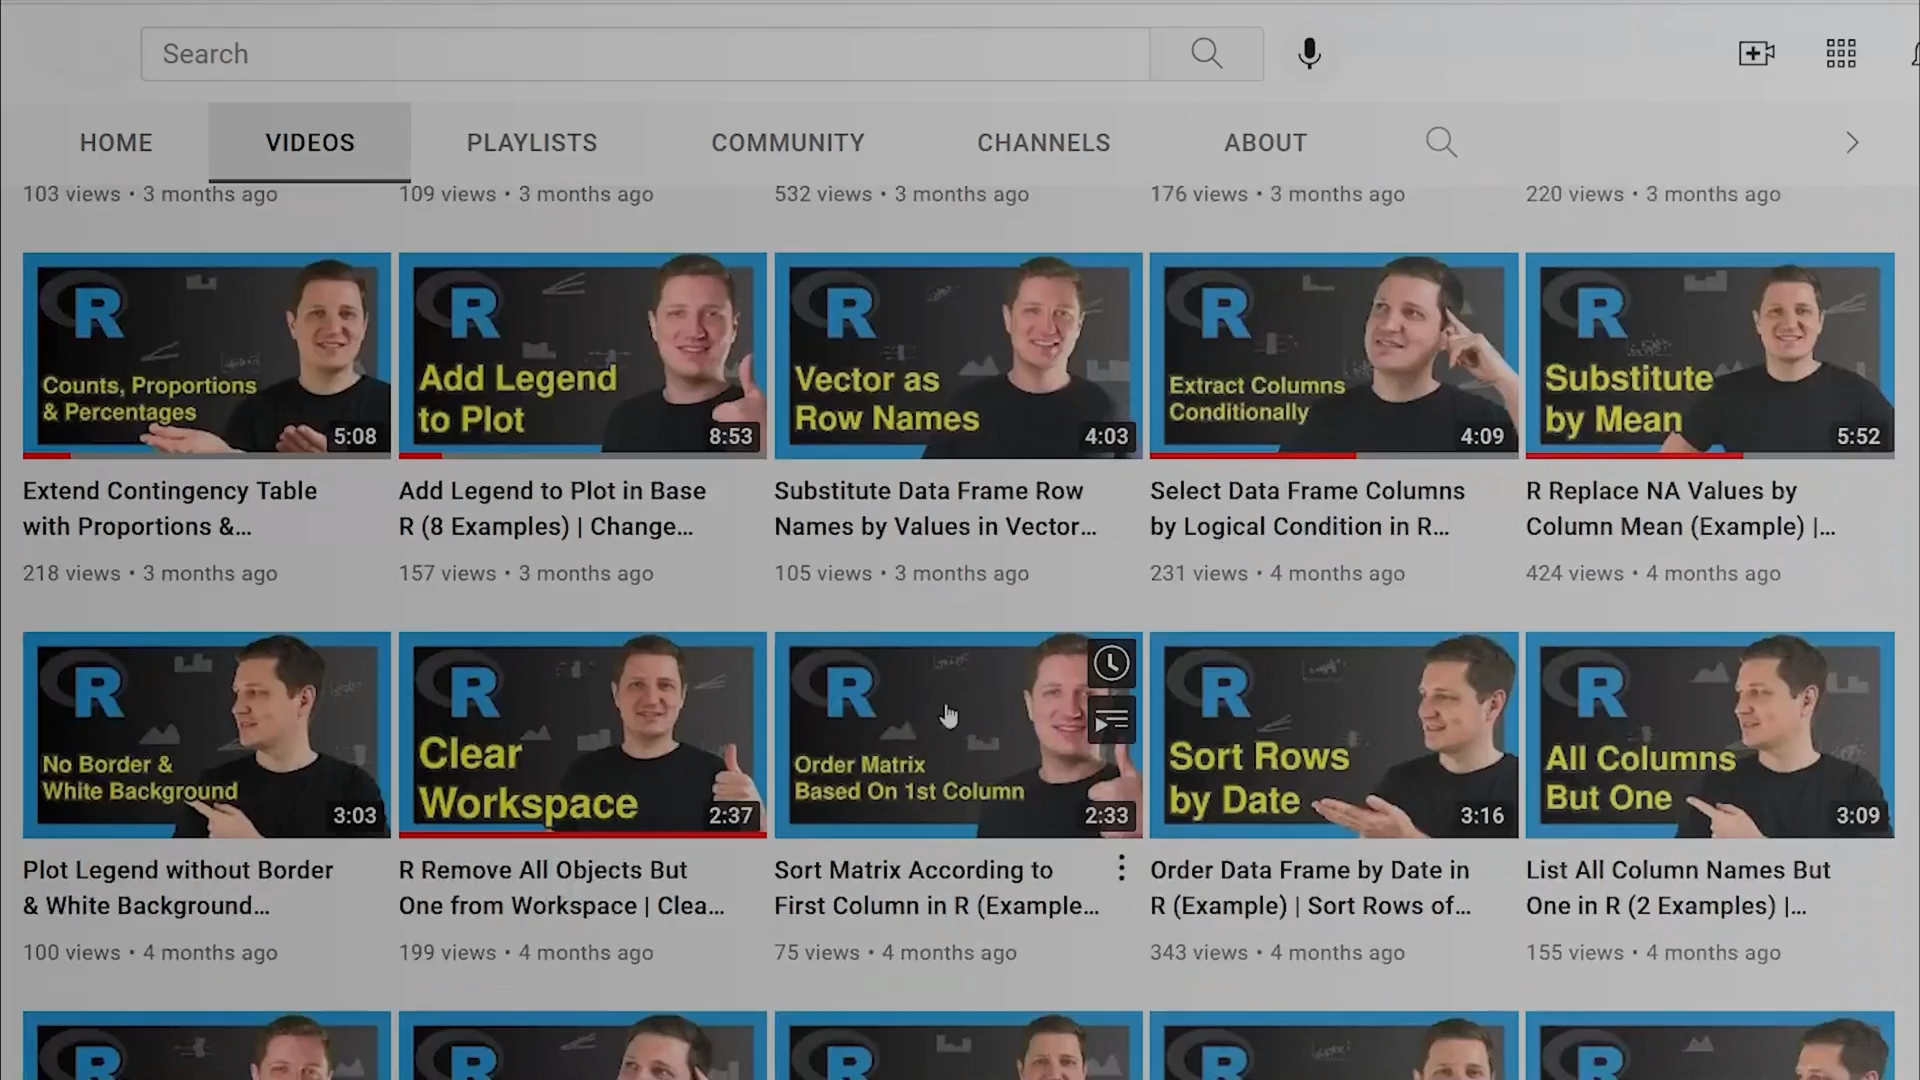 Search
HOME VIDEOS PLAYLISTS COMMUNITY CHANNELS ABOUT
103 views • 3 months ago
109 views • 3 months ago
532 views • 3 months ago
176 views • 3 months ago
220 views • 3 months ago
R
Counts, Proportions
& Percentages
5:08
R
Add Legend
to Plot
8:53
R
Vector as
Row Names
4:03
R
Extract Columns
Conditionally
4:09
R
Substitute
by Mean
5:52
Extend Contingency Table
with Proportions &...
218 views • 3 months ago
Add Legend to Plot in Base
R (8 Examples) | Change...
157 views • 3 months ago
Substitute Data Frame Row
Names by Values in Vector...
105 views • 3 months ago
Select Data Frame Columns
by Logical Condition in R...
231 views • 4 months ago
R Replace NA Values by
Column Mean (Example) |...
424 views • 4 months ago
R
No Border &
White Background
3:03
R
Clear
Workspace
2:37
R
Order Matrix
Based On 1st Column
2:33
R
Sort Rows
by Date
3:16
R
All Columns
But One
3:09
Plot Legend without Border
& White Background...
100 views • 4 months ago
R Remove All Objects But
One from Workspace | Clea...
199 views • 4 months ago
Sort Matrix According to
First Column in R (Example...
75 views • 4 months ago
Order Data Frame by Date in
R (Example) | Sort Rows of...
343 views • 4 months ago
List All Column Names But
One in R (2 Examples) |...
155 views • 4 months ago
R
R
R
R
R